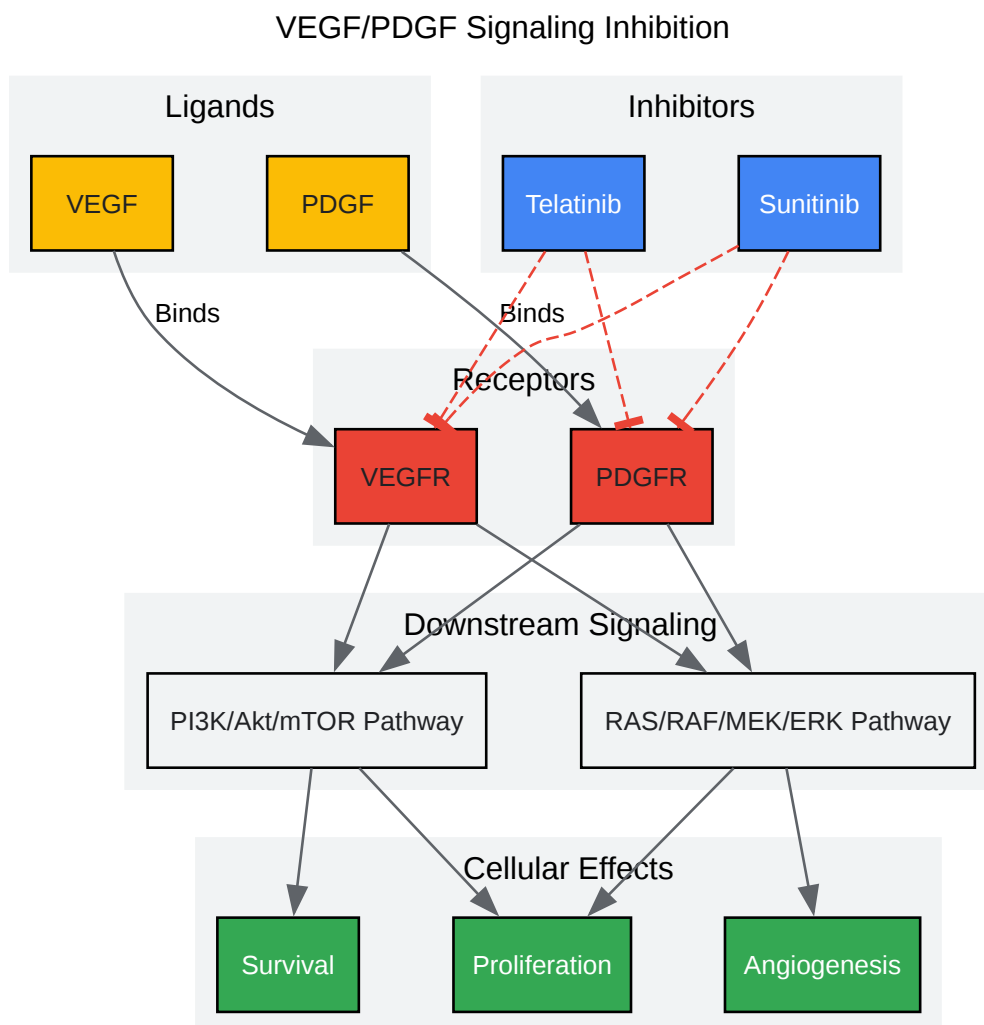 VEGF/PDGF Signaling Inhibition
Ligands
Inhibitors
VEGF
PDGF
Telatinib
Sunitinib
Binds
Binds
Receptors
VEGFR
PDGFR
Downstream Signaling
PI3K/Akt/mTOR Pathway
RAS/RAF/MEK/ERK Pathway
Cellular Effects
Survival
Proliferation
Angiogenesis